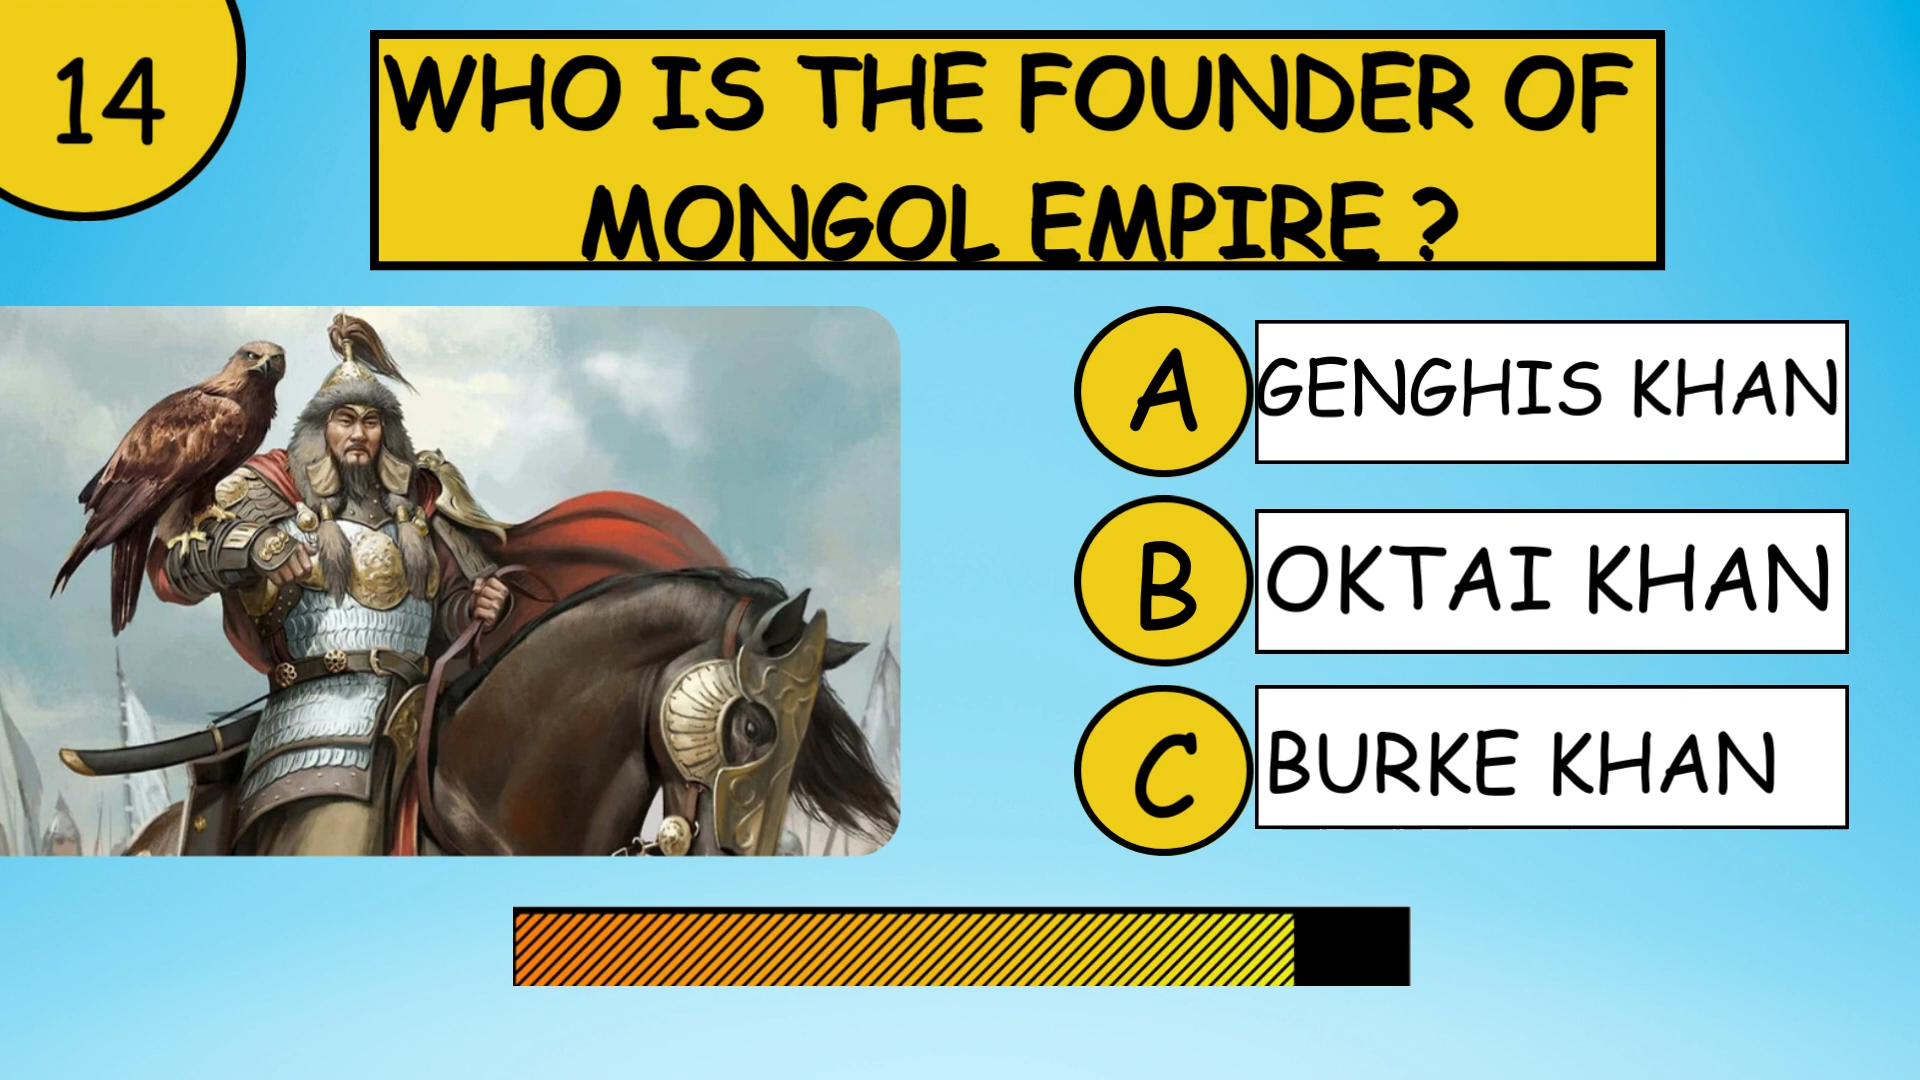 14
WHO IS THE FOUNDER OF
MONGOL EMPIRE ?
A
GENGHIS KHAN
B
OKTAI KHAN
C
BURKE KHAN